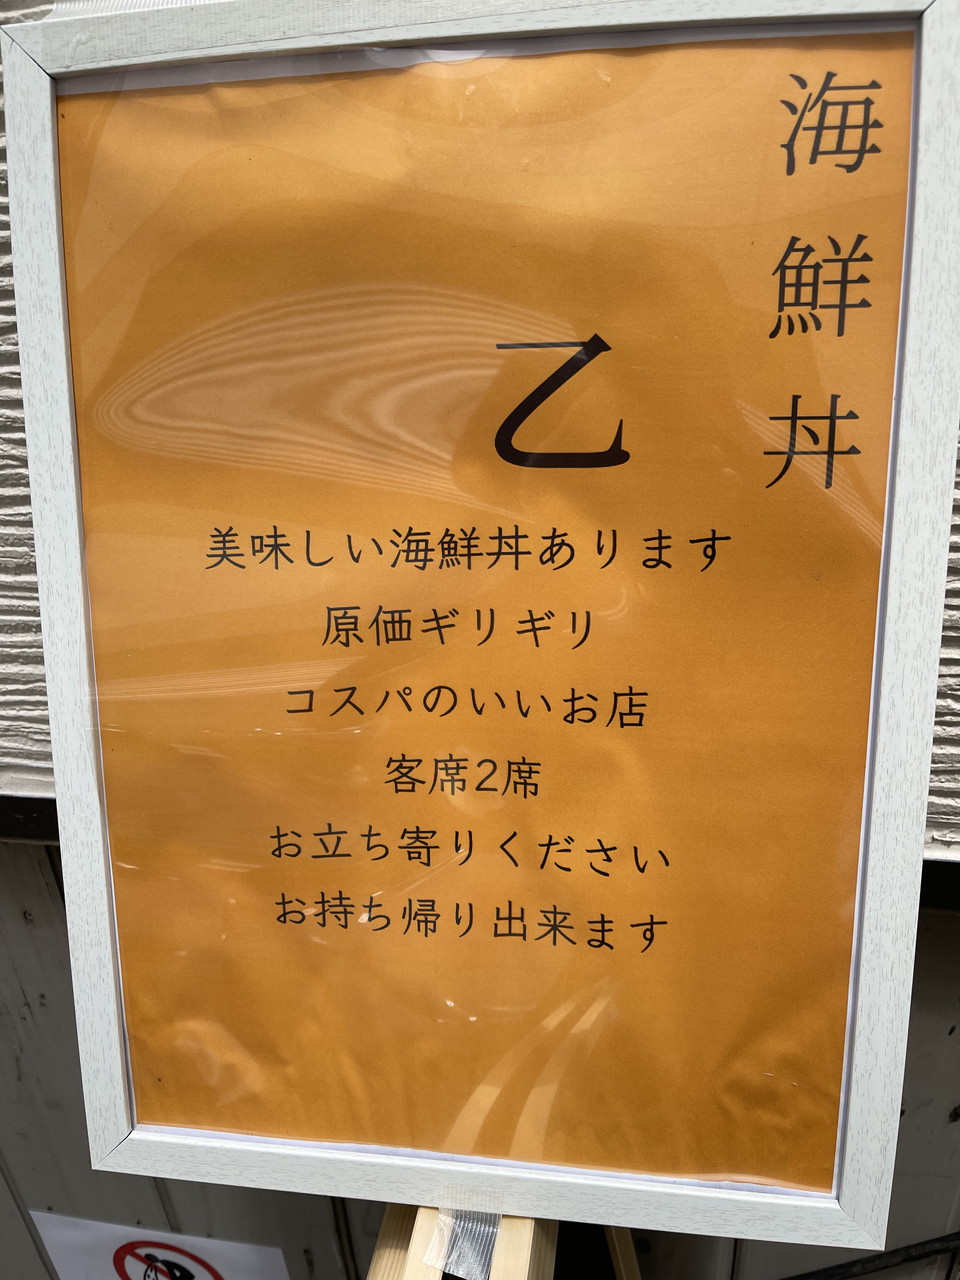 海鮮丼
乙
美味しい海鮮丼あります
原価ギリギリ
コスパのいいお店
客席2席
お立ち寄りください
お持ち帰り出来ます